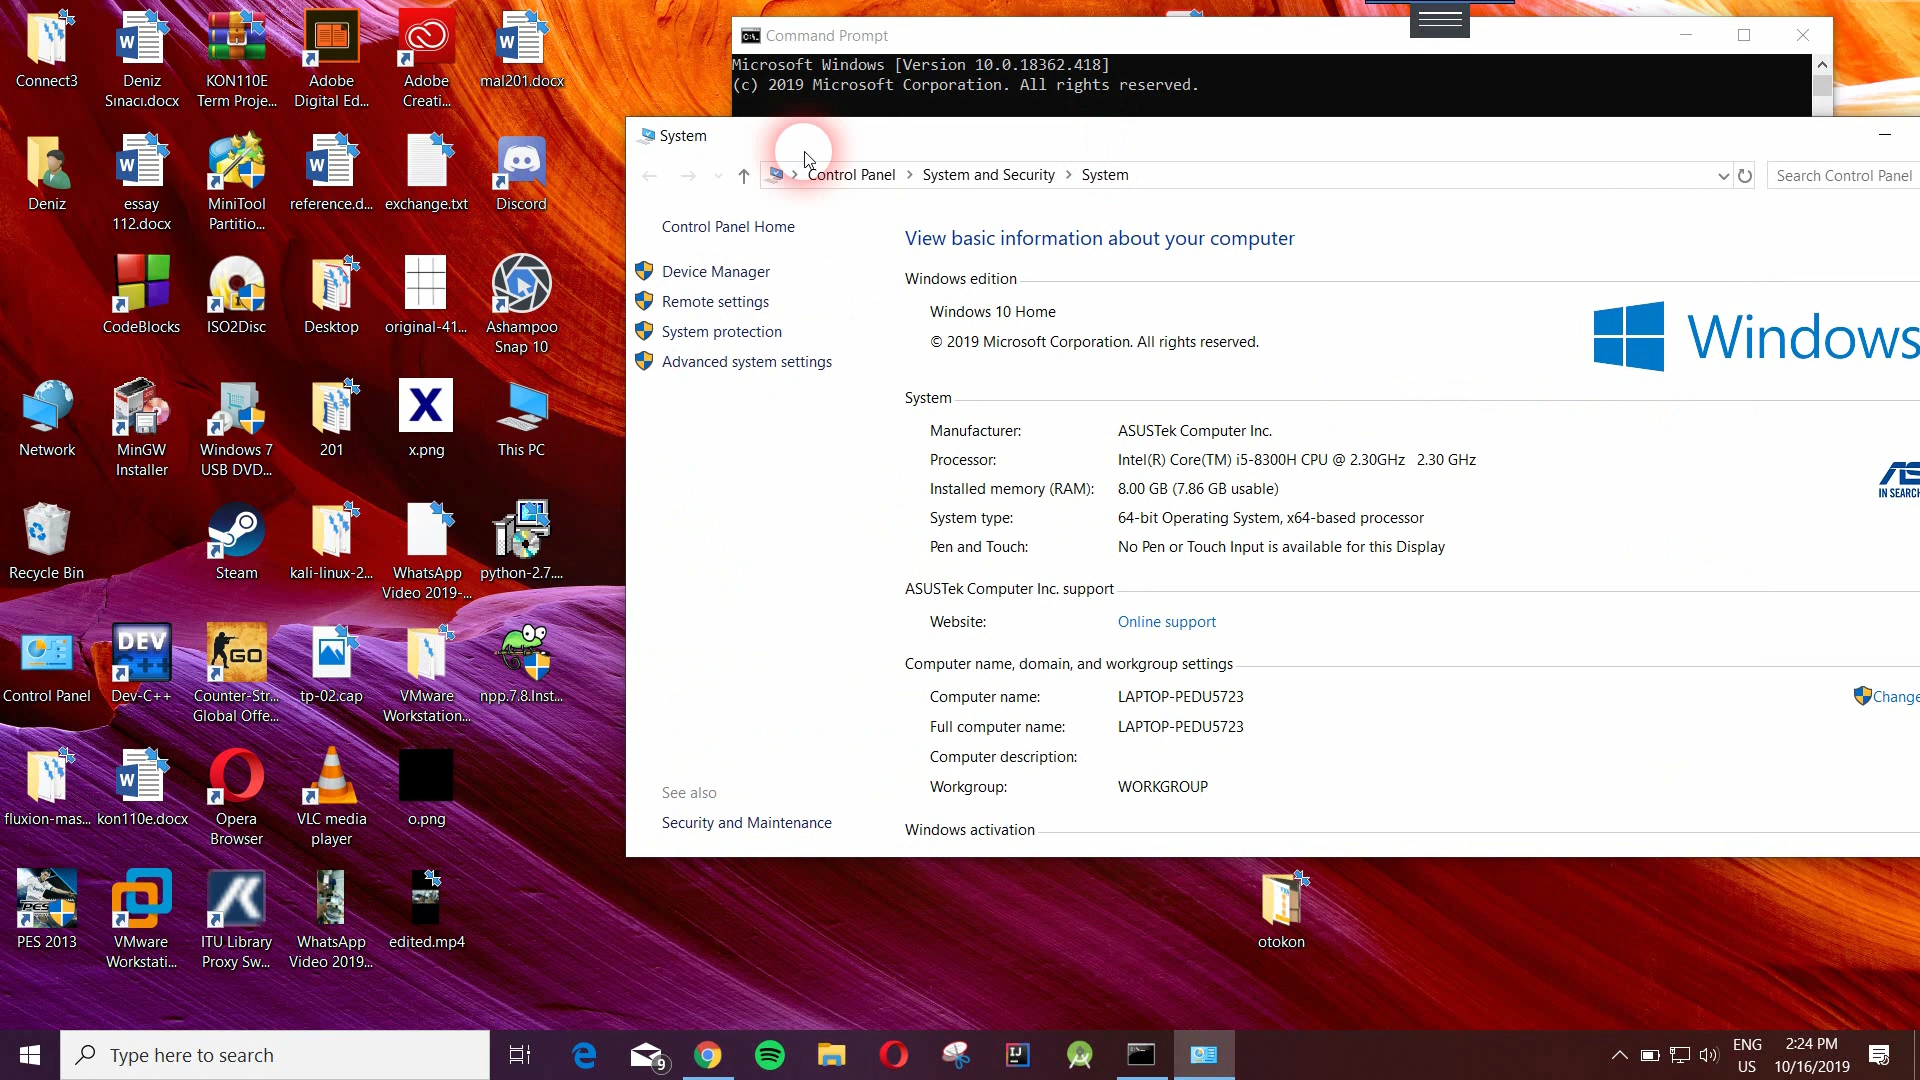 Connect3
Deniz
Sınacı.docx
KON110E
Term Proje...
Adobe
Digital Ed...
Adobe
Creati...
mal201.docx
Deniz
essay
112.docx
MiniTool
Partitio...
reference.d...
exchange.txt
Discord
CodeBlocks
ISO2Disc
Desktop
original-41...
Ashampoo
Snap 10
Network
MinGW
Installer
Windows 7
USB DVD...
201
X
x.png
This PC
Recycle Bin
Steam
kali-linux-2...
WhatsApp
Video 2019-...
python-2.7....
Control Panel
DEV
C++
Dev-C++
GO
Counter-Str...
Global Offe...
tp-02.cap
VMware
Workstation...
npp.7.8.Inst...
fluxion-mas...
kon110e.docx
Opera
Browser
VLC media
player
o.png
PES
PES 2013
VMware
Workstati...
ITU Library
Proxy Sw...
WhatsApp
Video 2019...
edited.mp4
otokon
Command Prompt
Microsoft Windows [Version 10.0.18362.418]
(c) 2019 Microsoft Corporation. All rights reserved.
System
Control Panel > System and Security > System
Search Control Panel
Control Panel Home
Device Manager
Remote settings
System protection
Advanced system settings
See also
Security and Maintenance
View basic information about your computer
Windows edition
Windows 10 Home
© 2019 Microsoft Corporation. All rights reserved.
Windows
System
Manufacturer: ASUSTek Computer Inc.
Processor: Intel(R) Core(TM) i5-8300H CPU @ 2.30GHz 2.30 GHz
Installed memory (RAM): 8.00 GB (7.86 GB usable)
System type: 64-bit Operating System, x64-based processor
Pen and Touch: No Pen or Touch Input is available for this Display
IN SEARCH
ASUSTek Computer Inc. support
Website: Online support
Computer name, domain, and workgroup settings
Computer name: LAPTOP-PEDU5723
Change
Full computer name: LAPTOP-PEDU5723
Computer description:
Workgroup: WORKGROUP
Windows activation
Type here to search
9
IJ
ENG
US
2:24 PM
10/16/2019